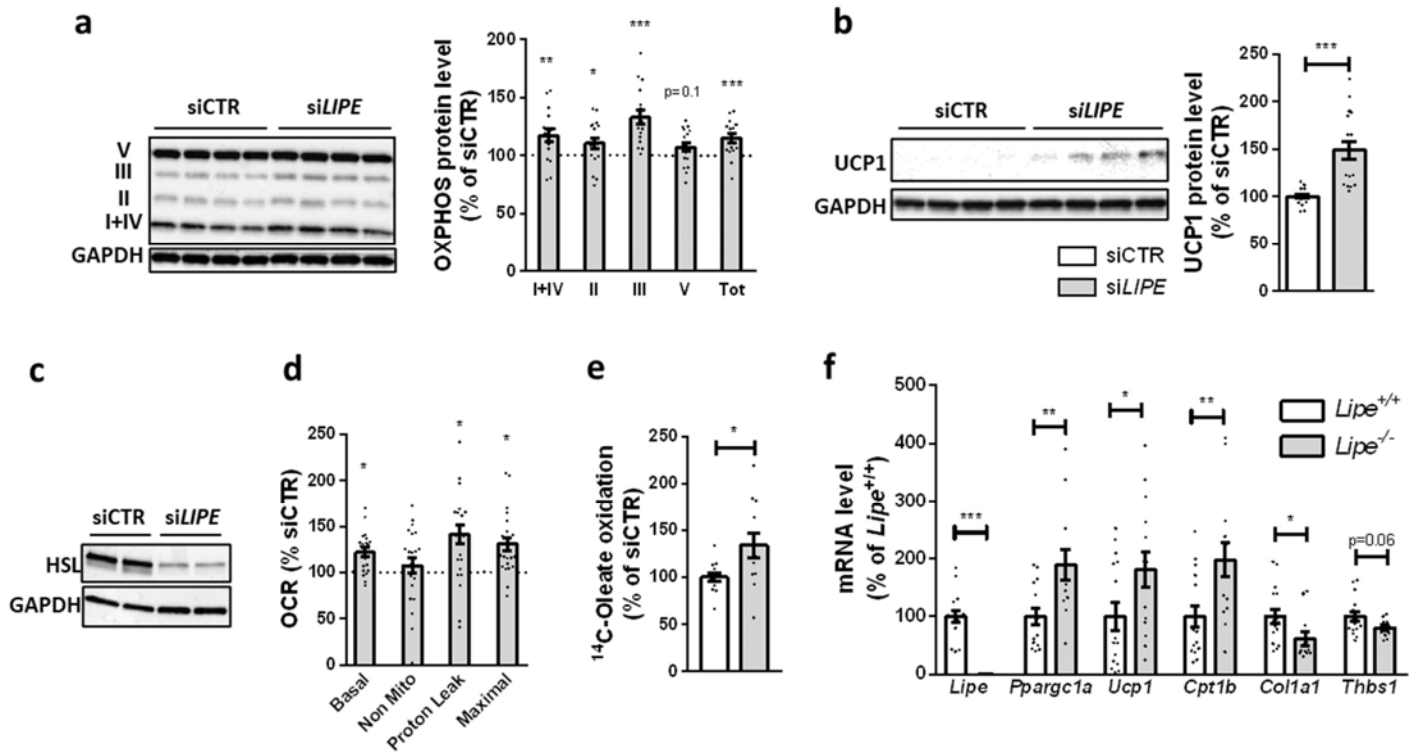 a
siCTR
siLIPE
V
III
II
I+IV
GAPDH
OXPHOS protein level
(% of siCTR)
200
150
100
50
0
**
*
***
p=0.1
***
I+IV
II
III
V
Tot
b
siCTR
siLIPE
UCP1
GAPDH
siCTR
siLIPE
UCP1 protein level
(% of siCTR)
250
200
150
100
50
0
***
c
siCTR
siLIPE
HSL
GAPDH
d
OCR (% siCTR)
250
200
150
100
50
0
*
*
*
Basal
Non Mito
Proton Leak
Maximal
e
¹⁴C-Oleate oxidation
(% of siCTR)
250
200
150
100
50
0
*
f
mRNA level
(% of Lipe⁺/⁺)
500
400
300
200
100
0
***
**
*
**
*
p=0.06
Lipe⁺/⁺
Lipe⁻/⁻
Lipe
Ppargc1a
Ucp1
Cpt1b
Col1a1
Thbs1